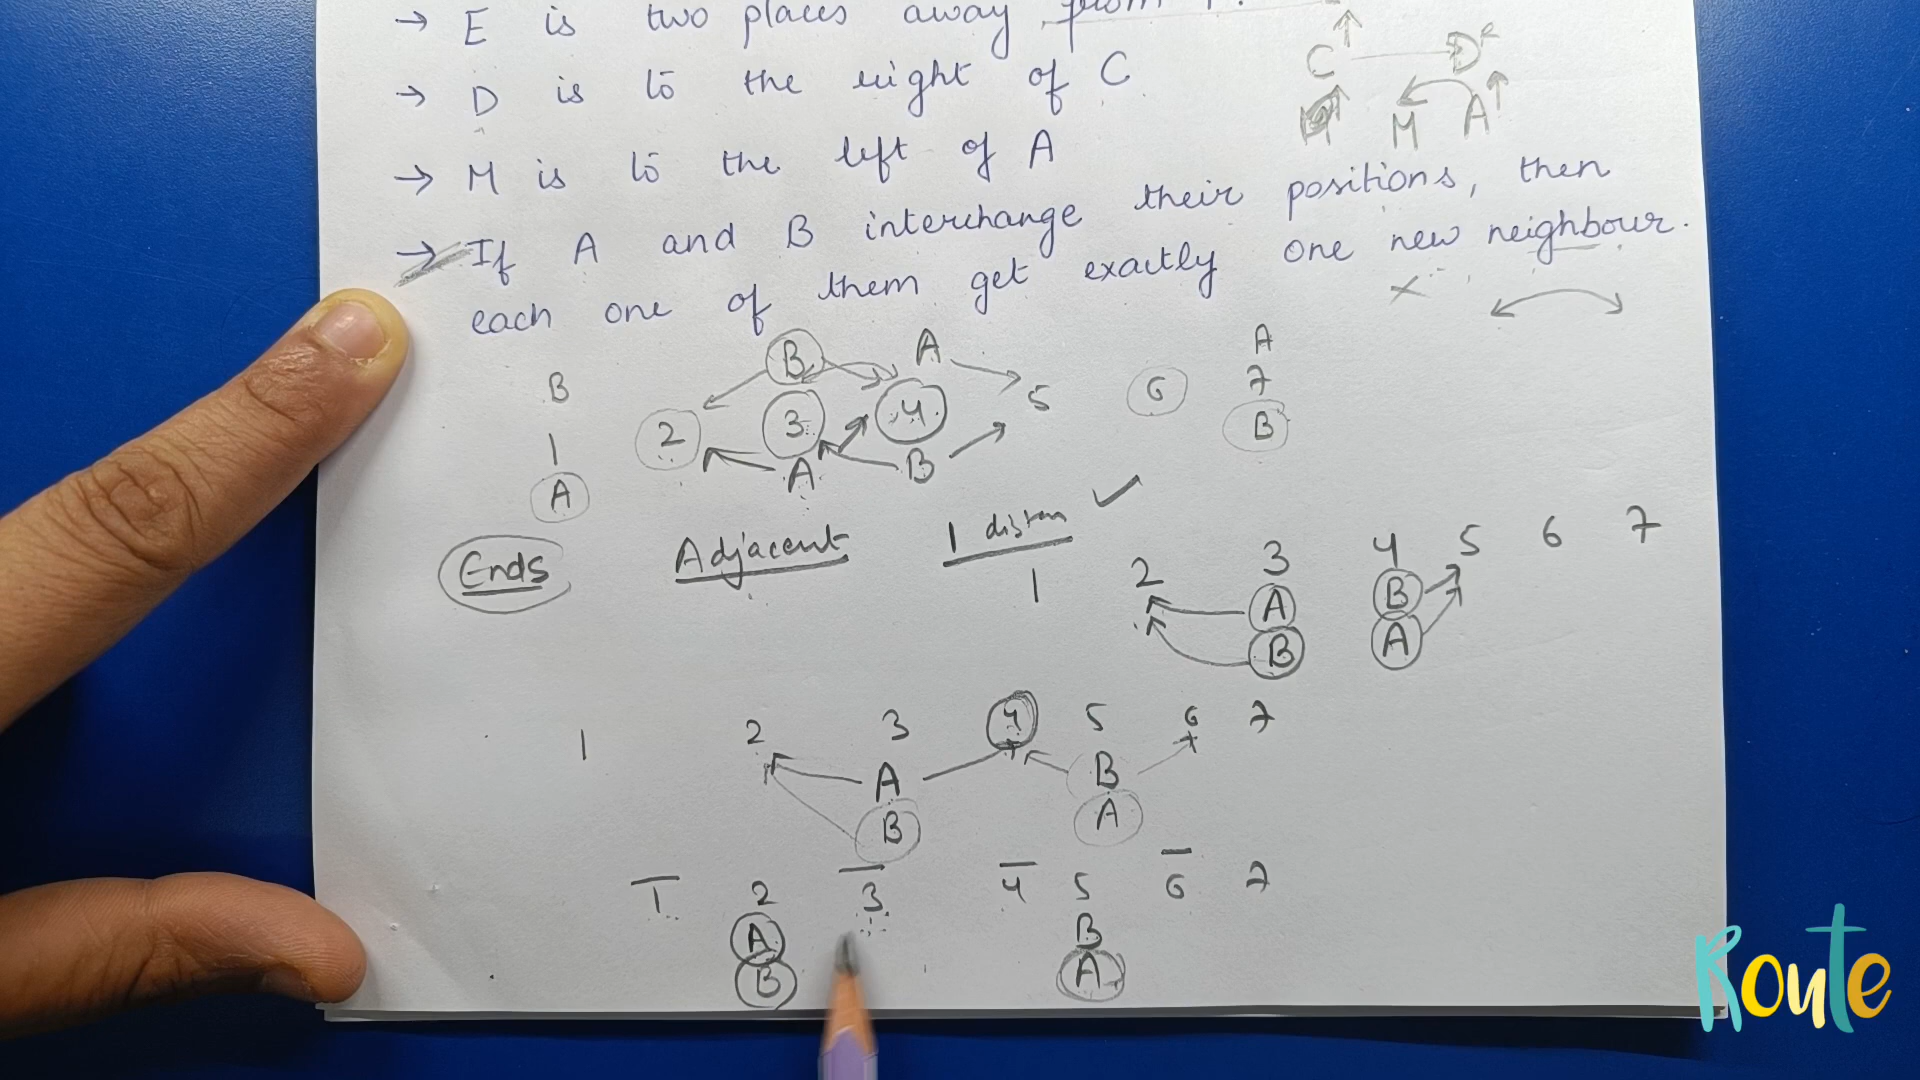 → E is two places away from
→ D is to the right of C
C D
→ M is to the left of A
M A
→ If A and B interchange their positions, then
each one of them get exactly one new neighbour.
B B A A
1 2 3 4 5 6 7
A A B B
Ends Adjacent 1 distan ✓
1 2 3 4 5 6 7
A B
B A
1 2 3 4 5 6 7
A B
B A
1 2 3 4 5 6 7
A B
B A
Route